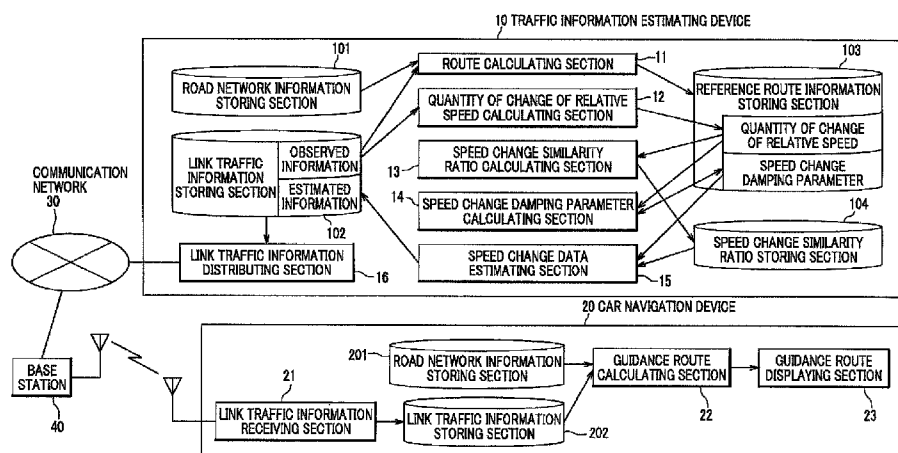 10 TRAFFIC INFORMATION ESTIMATING DEVICE
101
ROAD NETWORK INFORMATION
STORING SECTION
11
ROUTE CALCULATING SECTION
12
QUANTITY OF CHANGE OF RELATIVE
SPEED CALCULATING SECTION
103
REFERENCE ROUTE INFORMATION
STORING SECTION
QUANTITY OF CHANGE
OF RELATIVE SPEED
SPEED CHANGE
DAMPING PARAMETER
LINK TRAFFIC
INFORMATION
STORING SECTION
OBSERVED
INFORMATION
ESTIMATED
INFORMATION
102
13
SPEED CHANGE SIMILARITY
RATIO CALCULATING SECTION
14
SPEED CHANGE DAMPING PARAMETER
CALCULATING SECTION
104
SPEED CHANGE SIMILARITY
RATIO STORING SECTION
COMMUNICATION
NETWORK
30
LINK TRAFFIC INFORMATION
DISTRIBUTING SECTION
16
SPEED CHANGE DATA
ESTIMATING SECTION
15
20 CAR NAVIGATION DEVICE
BASE
STATION
40
201
ROAD NETWORK INFORMATION
STORING SECTION
21
LINK TRAFFIC INFORMATION
RECEIVING SECTION
LINK TRAFFIC INFORMATION
STORING SECTION
202
GUIDANCE ROUTE
CALCULATING SECTION
22
GUIDANCE ROUTE
DISPLAYING SECTION
23